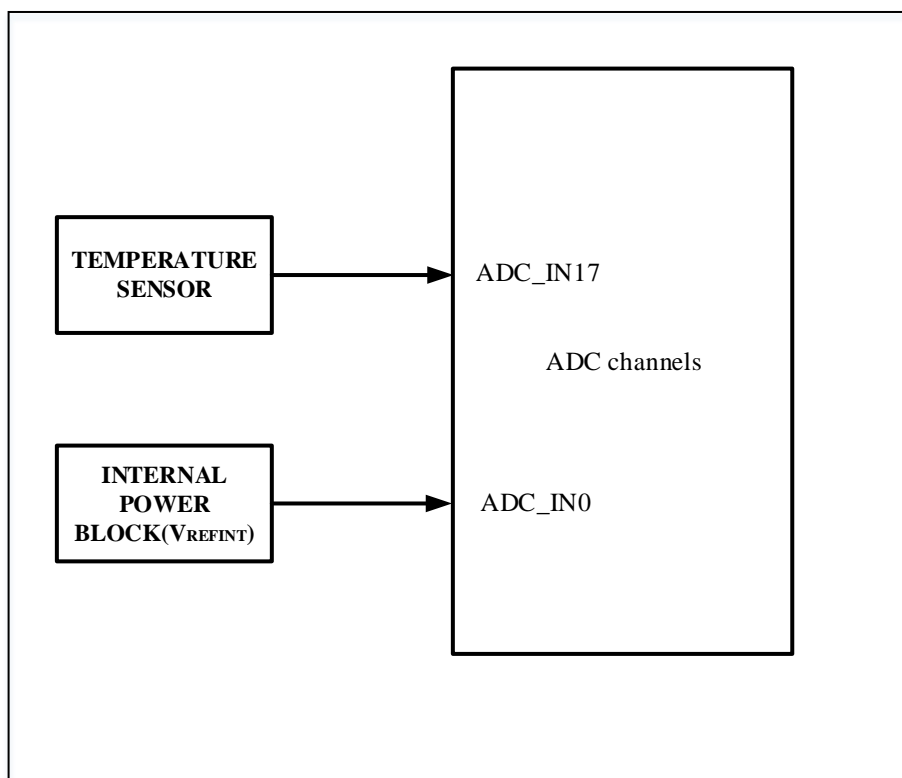 TEMPERATURE
SENSOR
ADC_IN17
ADC channels
INTERNAL
POWER
BLOCK(VREFINT)
ADC_IN0